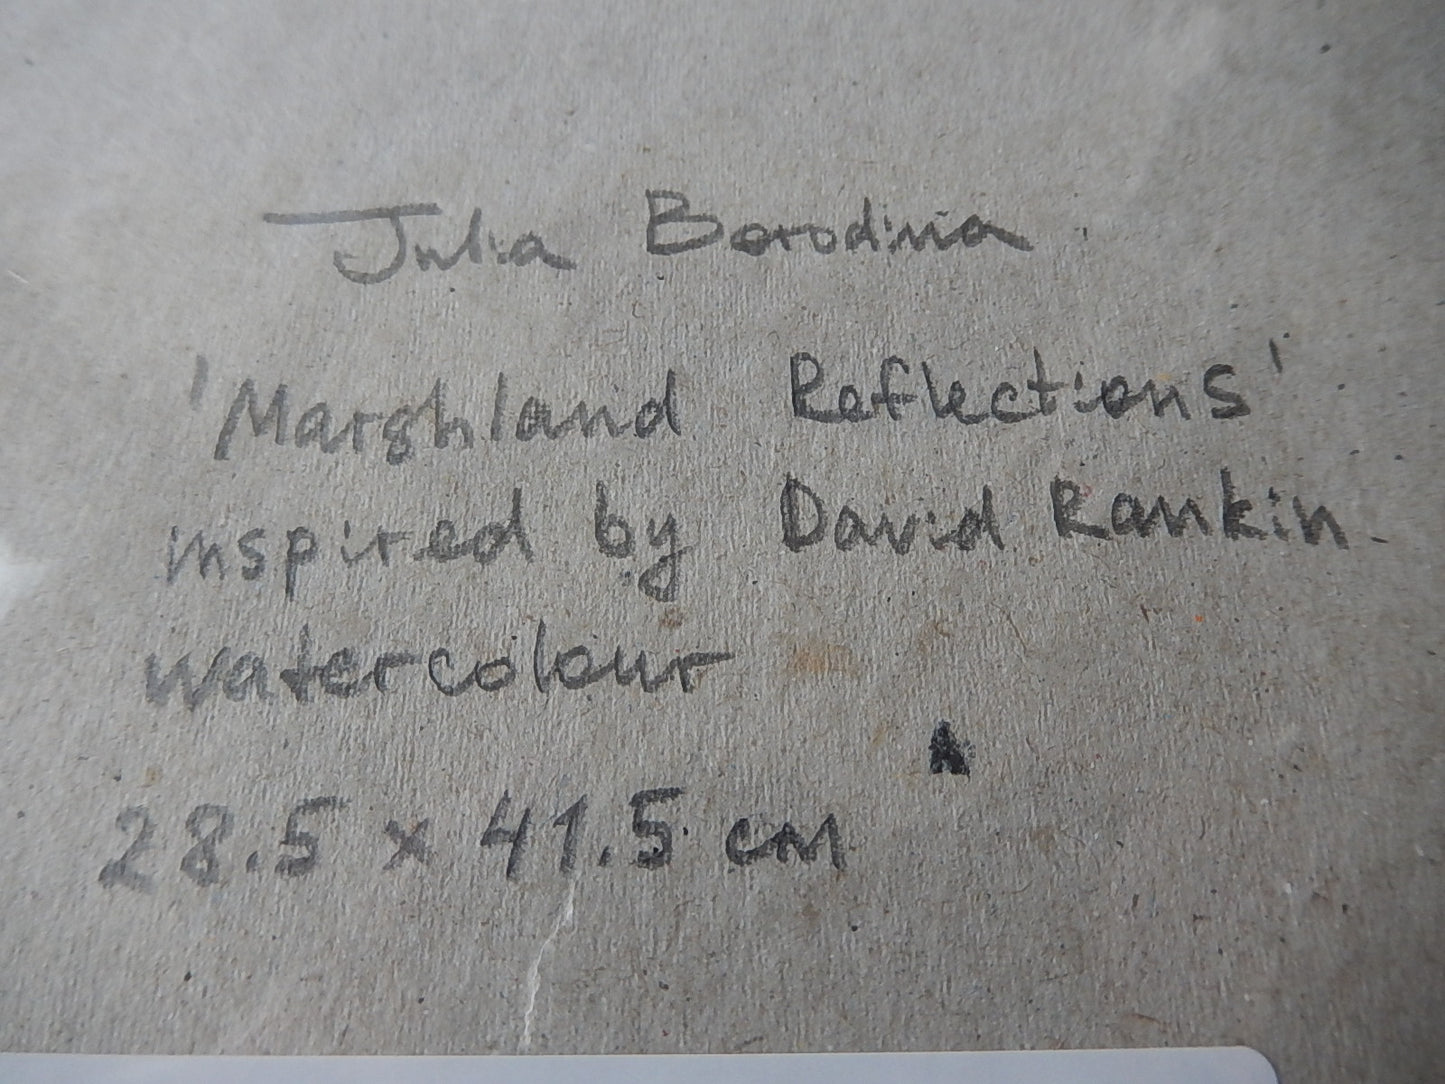 Julia Borodina
'Marshland Reflections'
inspired by David Rankin
watercolour
28.5 x 41.5 cm